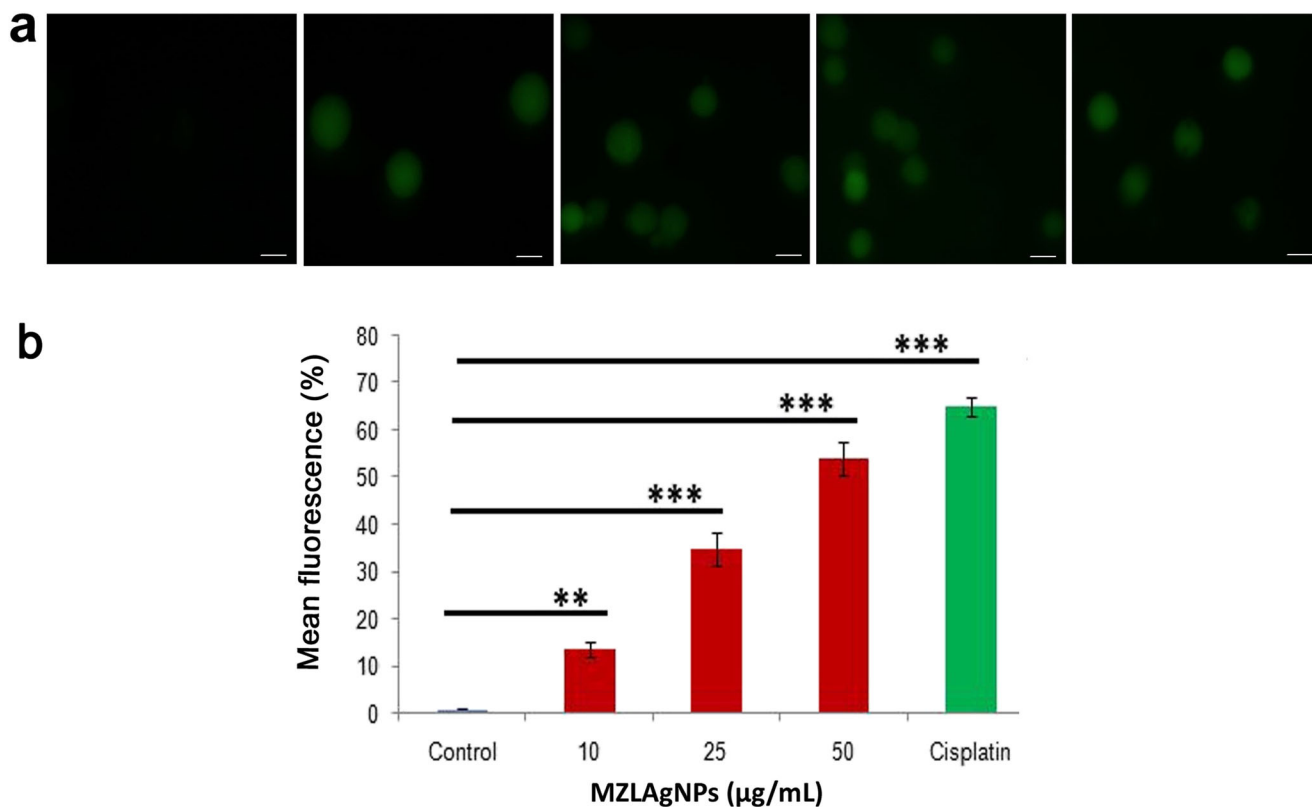 a
b
Mean fluorescence (%)
80
70
60
50
40
30
20
10
0
***
***
***
**
Control 10 25 50 Cisplatin
MZLAgNPs (µg/mL)